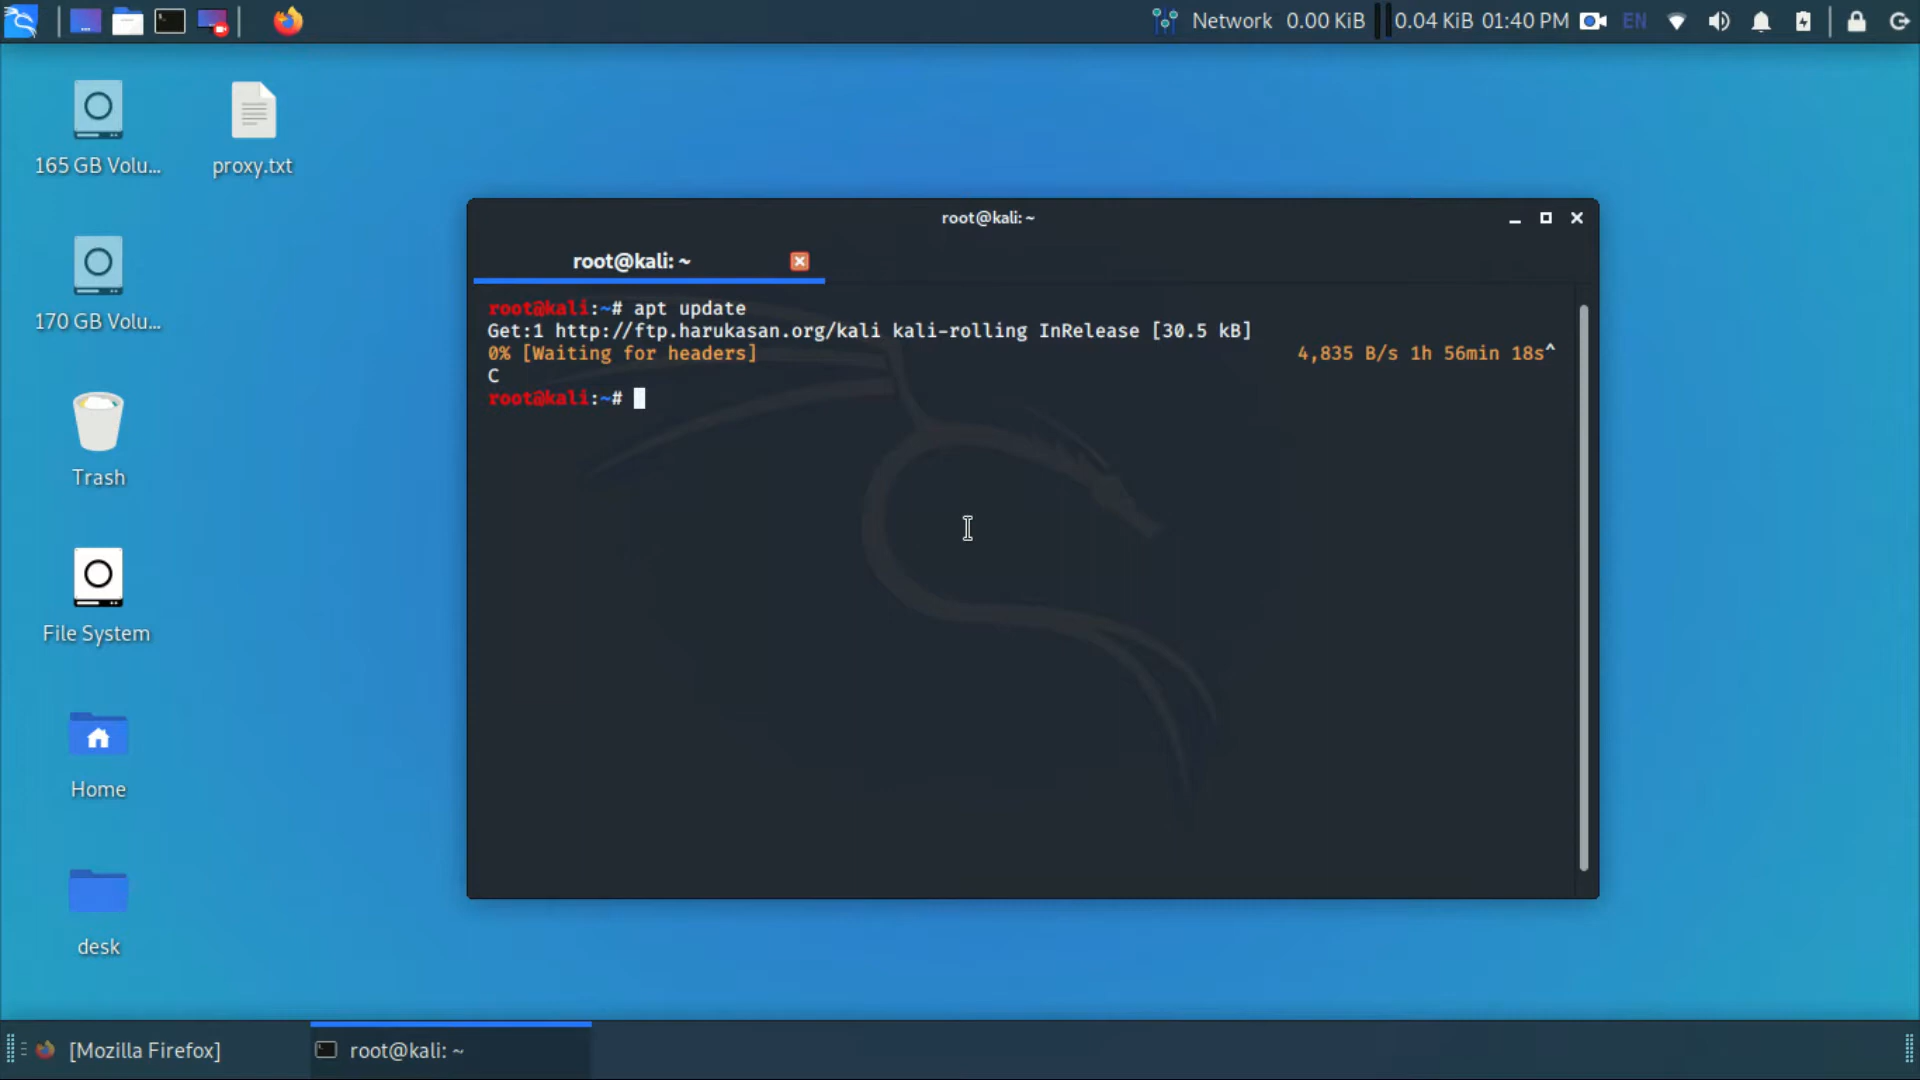 Network 0.00 KiB 0.04 KiB 01:40 PM EN
165 GB Volu...
proxy.txt
170 GB Volu...
Trash
File System
Home
desk
root@kali: ~
root@kali: ~
root@kali:~# apt update
Get:1 http://ftp.harukasan.org/kali kali-rolling InRelease [30.5 kB]
0% [Waiting for headers] 4,835 B/s 1h 56min 18s^
C
root@kali:~#
[Mozilla Firefox]
root@kali: ~